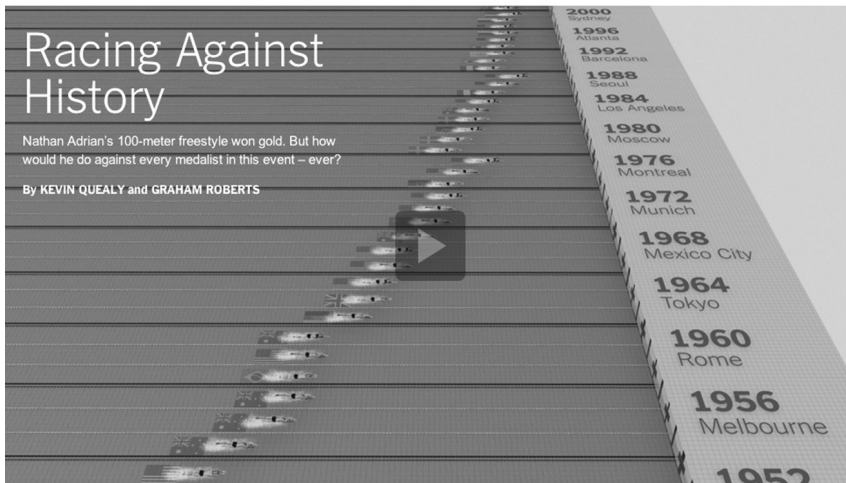 Racing Against
History
Nathan Adrian's 100-meter freestyle won gold. But how
would he do against every medalist in this event – ever?
By KEVIN QUEALY and GRAHAM ROBERTS
2000
Sydney
1996
Atlanta
1992
Barcelona
1988
Seoul
1984
Los Angeles
1980
Moscow
1976
Montreal
1972
Munich
1968
Mexico City
1964
Tokyo
1960
Rome
1956
Melbourne
1952